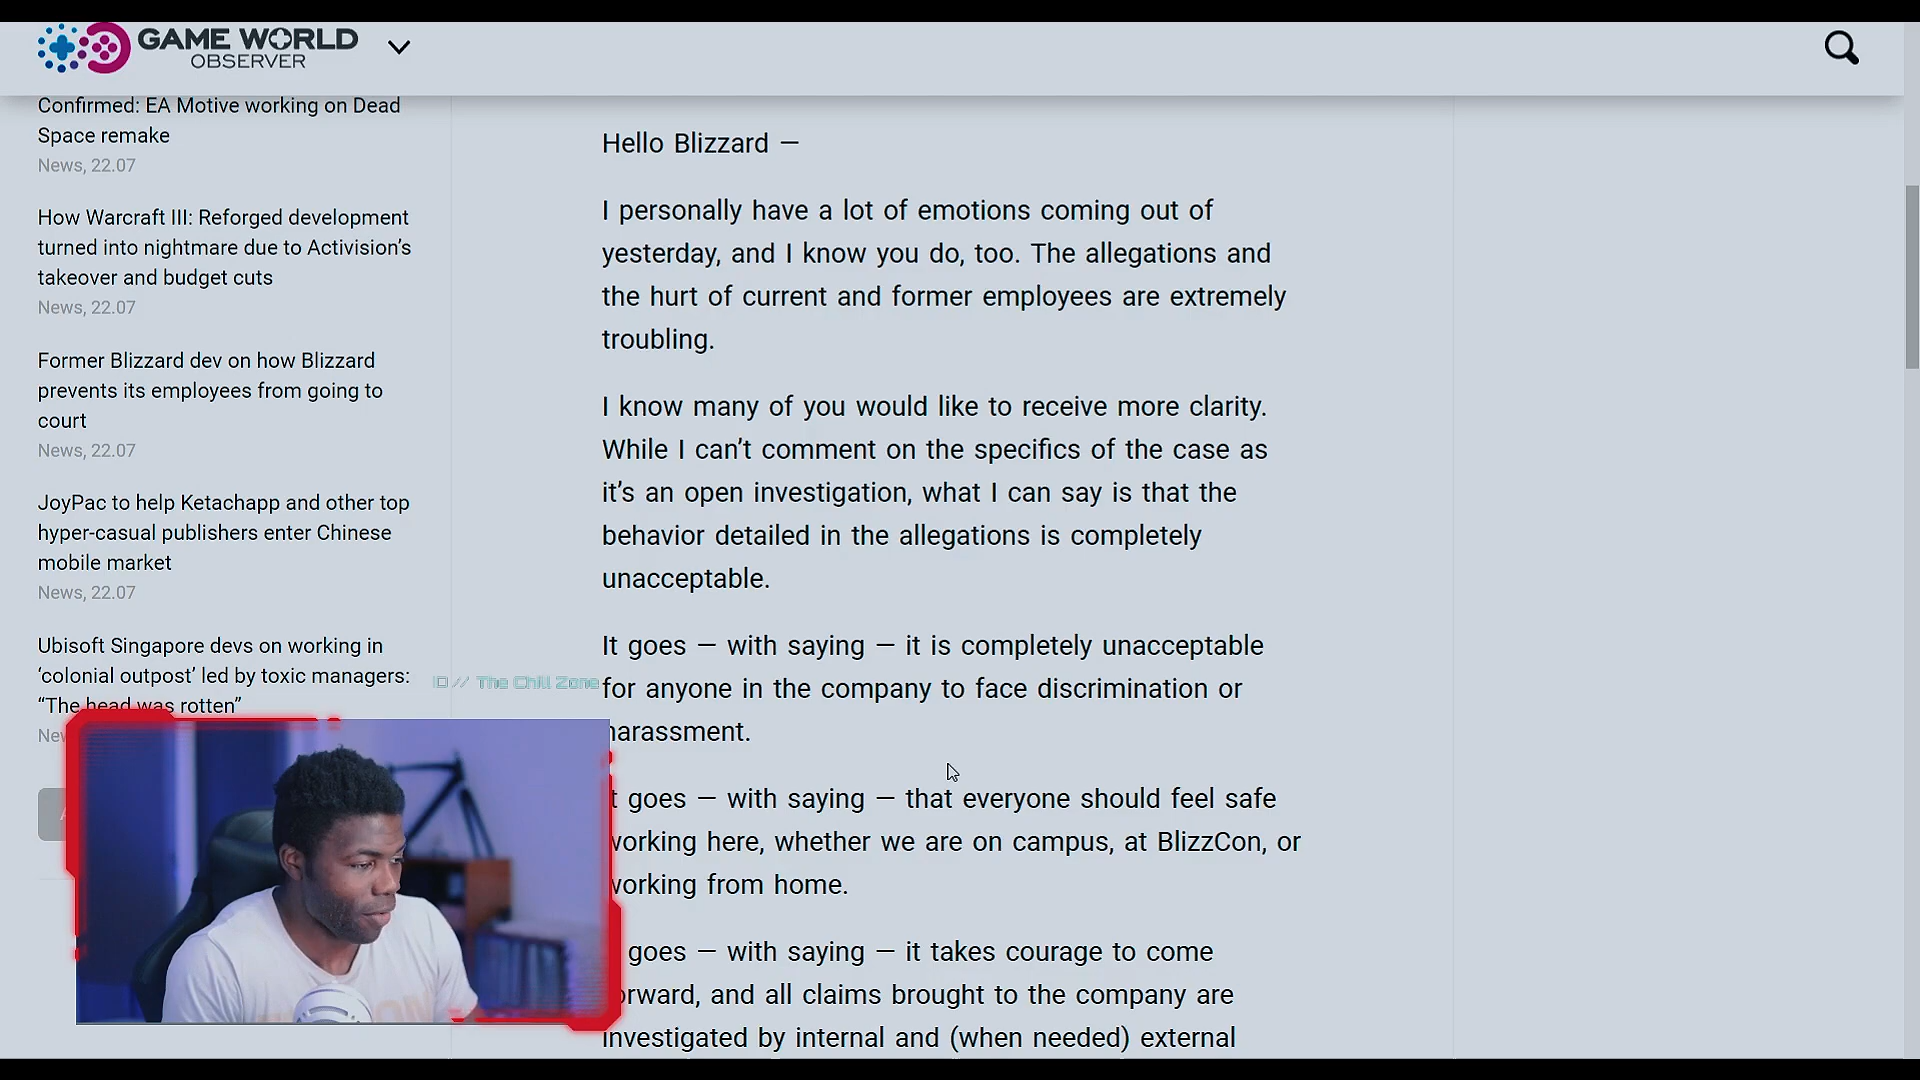 GAME WORLD
OBSERVER
Confirmed: EA Motive working on Dead
Space remake
News, 22.07
How Warcraft III: Reforged development
turned into nightmare due to Activision’s
takeover and budget cuts
News, 22.07
Former Blizzard dev on how Blizzard
prevents its employees from going to
court
News, 22.07
JoyPac to help Ketachapp and other top
hyper-casual publishers enter Chinese
mobile market
News, 22.07
Ubisoft Singapore devs on working in
‘colonial outpost’ led by toxic managers:
“The head was rotten”
// The Chill Zone
Hello Blizzard —
I personally have a lot of emotions coming out of
yesterday, and I know you do, too. The allegations and
the hurt of current and former employees are extremely
troubling.
I know many of you would like to receive more clarity.
While I can’t comment on the specifics of the case as
it’s an open investigation, what I can say is that the
behavior detailed in the allegations is completely
unacceptable.
It goes — with saying — it is completely unacceptable
for anyone in the company to face discrimination or
harassment.
It goes — with saying — that everyone should feel safe
working here, whether we are on campus, at BlizzCon, or
working from home.
goes — with saying — it takes courage to come
forward, and all claims brought to the company are
investigated by internal and (when needed) external